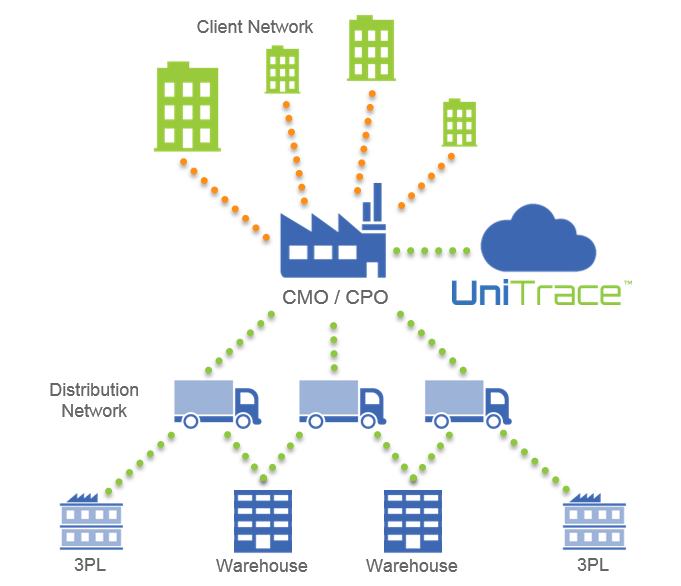 Client Network
UniTrace™
CMO / CPO
Distribution
Network
3PL
Warehouse
Warehouse
3PL